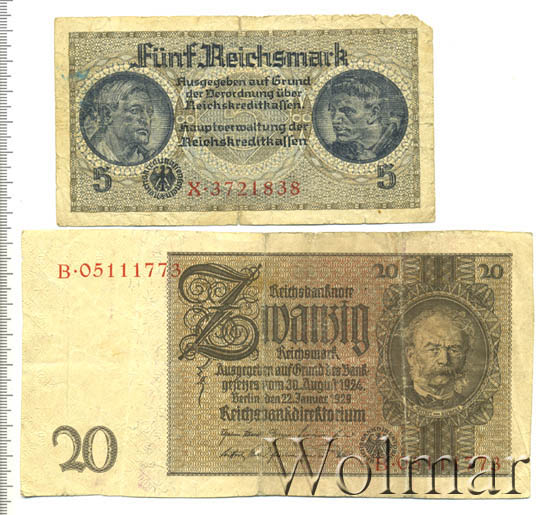 Fünf Reichsmark
Ausgegeben auf Grund
der Verordnung über
Reichskreditkassen.
Hauptverwaltung der
Reichskreditkassen
5
5
X·3721838
B·05111773
20
20
Reichsbanknote
Zwanzig
Reichsmark
Ausgegeben auf Grund des Bank
gesetzes vom 30. August 1924
Berlin, den 22. Januar 1929
Reichsbankdirektorium
20
Wolmar